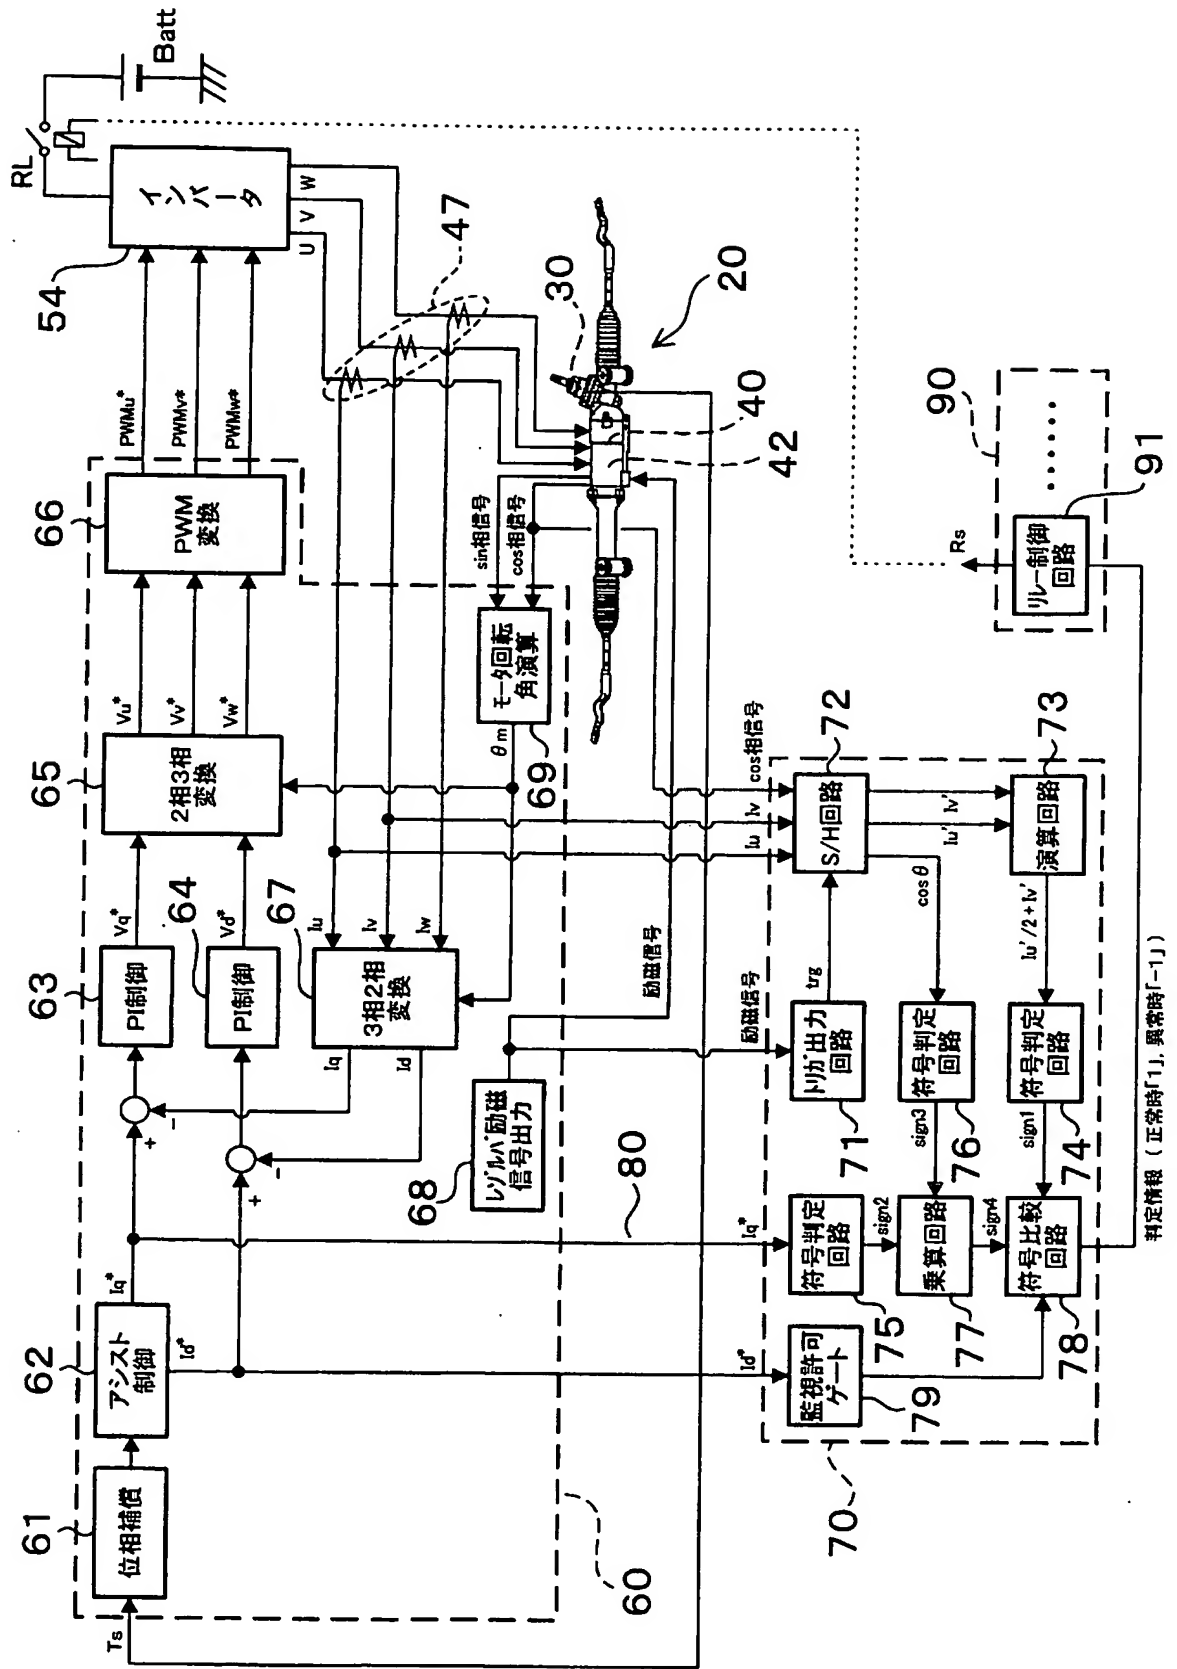 Ts
61
位相補償
62
アシスト
制御
Iq*
Id*
+
-
+
-
63
PI制御
64
PI制御
Vq*
Vd*
65
2相3相
変換
Vu*
Vv*
Vw*
66
PWM
変換
PWMu*
PWMv*
PWMw*
54
インバータ
RL
Batt
U
V
W
47
67
3相2相
変換
Iu
Iv
Iw
Iq
Id
68
レゾルバ励磁
信号出力
励磁信号
69
モータ回転
角演算
θm
sin相信号
cos相信号
30
20
40
42
60
80
70
Id*
Iq*
励磁信号
Iu
Iv
cos相信号
79
監視許可
ゲート
75
符号判定
回路
71
トリガ出力
回路
trg
72
S/H回路
sign2
77
乗算回路
sign3
76
符号判定
回路
cosθ
Iu'
Iv'
73
演算回路
Iu'/2+Iv'
74
符号判定
回路
sign1
sign4
78
符号比較
回路
判定情報（正常時「1」, 異常時「-1」）
90
91
リレー制御
回路
Rs